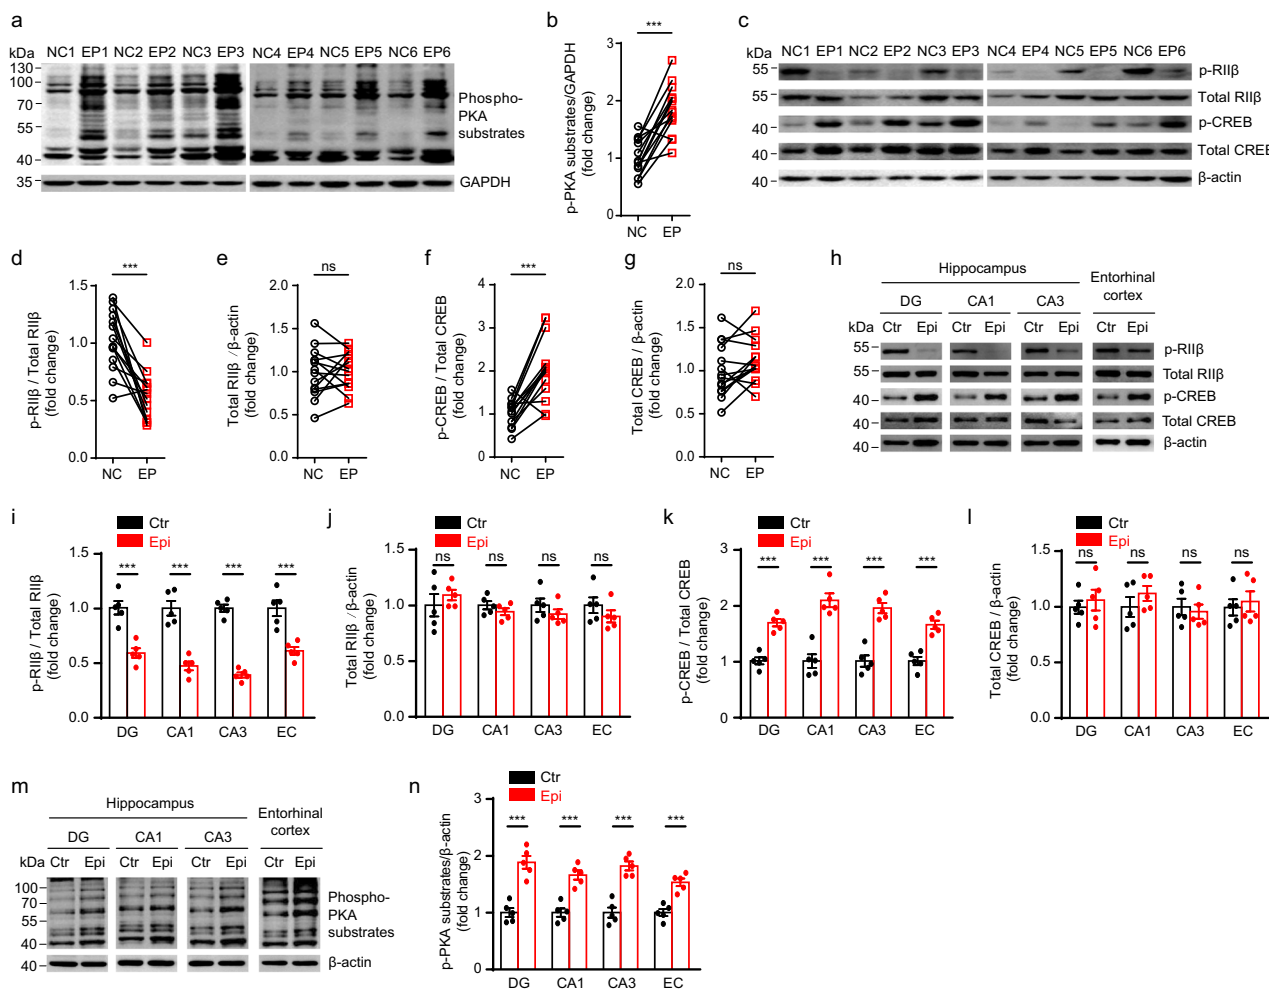 a
kDa NC1 EP1 NC2 EP2 NC3 EP3 NC4 EP4 NC5 EP5 NC6 EP6
130
100
70
55
40
35
Phospho-
PKA
substrates
GAPDH
b
***
p-PKA substrates/GAPDH
(fold change)
3
2
1
0
NC EP
c
NC1 EP1 NC2 EP2 NC3 EP3 NC4 EP4 NC5 EP5 NC6 EP6
kDa
55 p-RIIβ
55 Total RIIβ
40 p-CREB
40 Total CRE
40 β-actin
d
***
p-RIIβ / Total RIIβ
(fold change)
1.5
1.0
0.5
0
NC EP
e
ns
Total RIIβ / β-actin
(fold change)
2.0
1.5
1.0
0.5
0.0
NC EP
f
***
p-CREB / Total CREB
(fold change)
4
3
2
1
0
NC EP
g
ns
Total CREB / β-actin
(fold change)
2.0
1.5
1.0
0.5
0.0
NC EP
h
Hippocampus
Entorhinal
cortex
DG CA1 CA3
kDa Ctr Epi Ctr Epi Ctr Epi Ctr Epi
55 p-RIIβ
55 Total RIIβ
40 p-CREB
40 Total CREB
40 β-actin
i
Ctr
Epi
p-RIIβ / Total RIIβ
(fold change)
1.5
1.0
0.5
0.0
*** *** *** ***
DG CA1 CA3 EC
j
Ctr
Epi
Total RIIβ / β-actin
(fold change)
1.5
1.0
0.5
0.0
ns ns ns ns
DG CA1 CA3 EC
k
Ctr
Epi
p-CREB / Total CREB
(fold change)
3
2
1
0
*** *** *** ***
DG CA1 CA3 EC
l
Ctr
Epi
Total CREB / β-actin
(fold change)
1.5
1.0
0.5
0.0
ns ns ns ns
DG CA1 CA3 EC
m
Hippocampus
Entorhinal
cortex
DG CA1 CA3
kDa Ctr Epi Ctr Epi Ctr Epi Ctr Epi
100
70
55
40
Phospho-
PKA
substrates
40 β-actin
n
Ctr
Epi
p-PKA substrates/β-actin
(fold change)
3
2
1
0
*** *** *** ***
DG CA1 CA3 EC